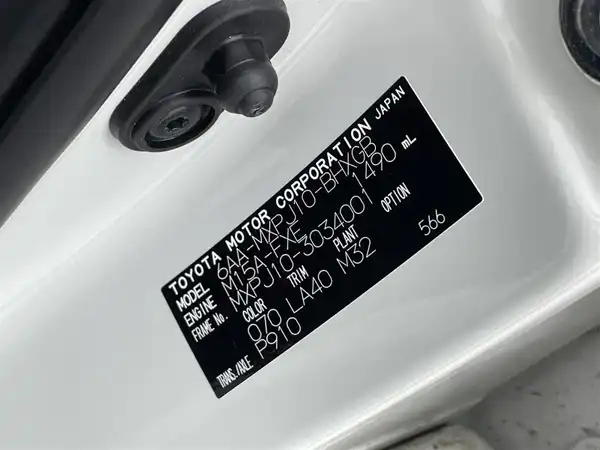 TOYOTA MOTOR CORPORATION JAPAN
MODEL 6AA-MXPJ10-BHXGB
ENGINE M15A-FXE 1490 mL
FRAME No. MXPJ10-3034001
COLOR TRIM PLANT OPTION
070 LA40 M32 566
TRANS./AXLE P910